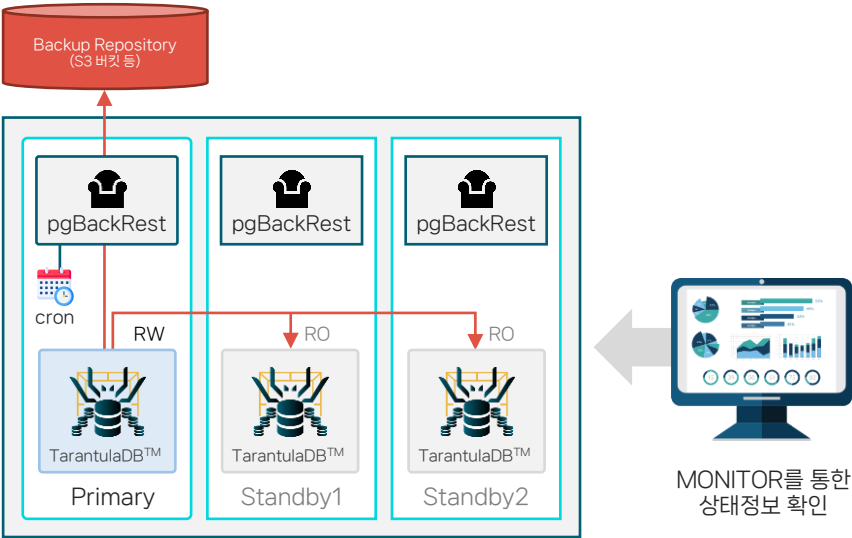 Backup Repository
(S3 버킷 등)
pgBackRest
pgBackRest
pgBackRest
cron
RW
RO
RO
TarantulaDB™
TarantulaDB™
TarantulaDB™
Primary
Standby1
Standby2
MONITOR를 통한
상태정보 확인